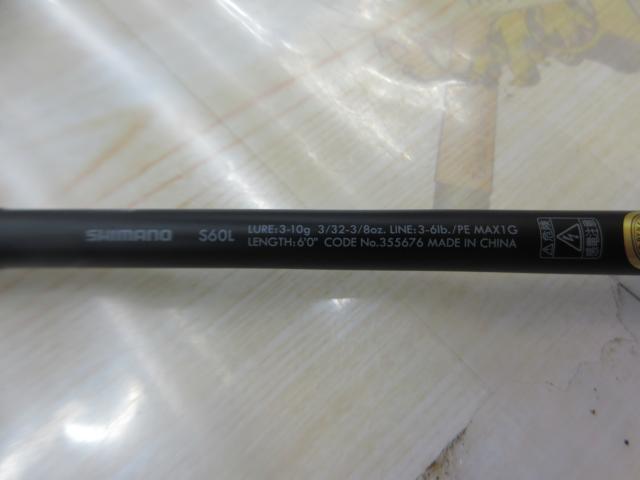 SHIMANO S60L
LURE:3-10g 3/32-3/8oz. LINE:3-6lb./PE MAX1G
LENGTH:6'0" CODE No.355676 MADE IN CHINA